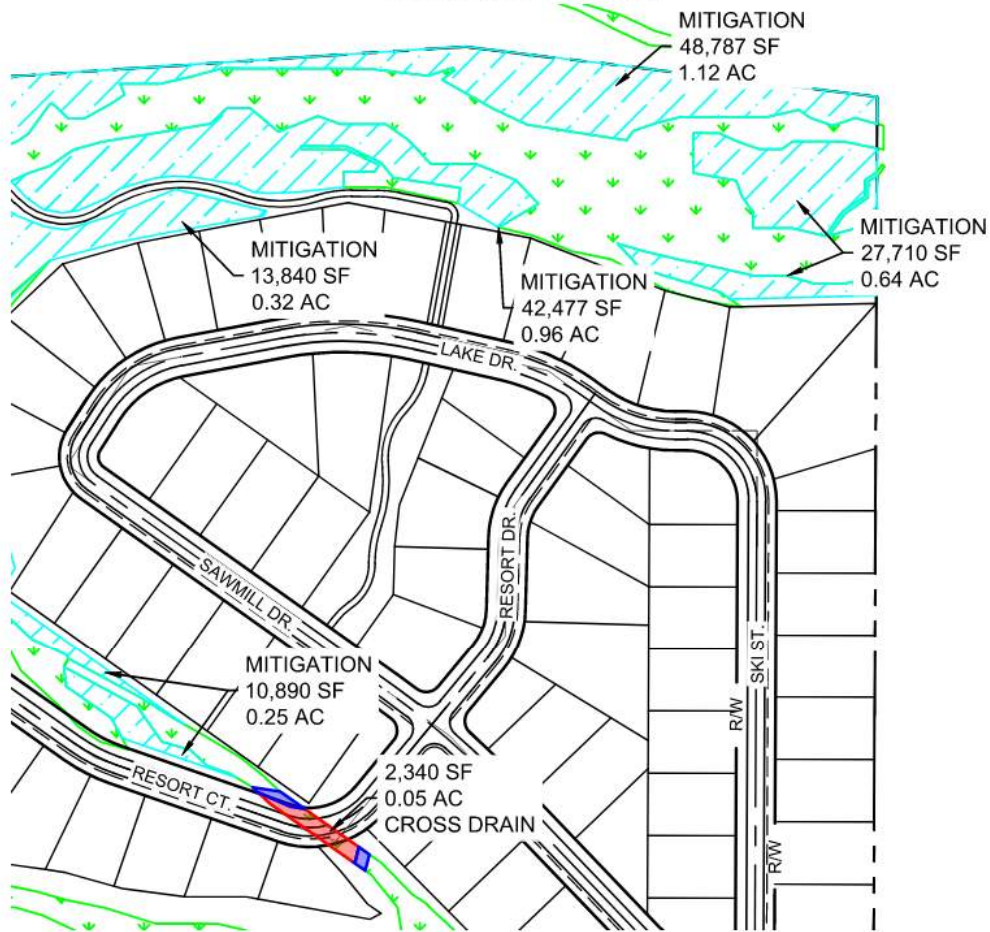 MITIGATION
48,787 SF
1.12 AC
MITIGATION
27,710 SF
0.64 AC
MITIGATION
13,840 SF
0.32 AC
MITIGATION
42,477 SF
0.96 AC
LAKE DR.
RESORT DR.
SAWMILL DR.
SKI ST.
R/W
MITIGATION
10,890 SF
0.25 AC
RESORT CT.
2,340 SF
0.05 AC
CROSS DRAIN
R/W